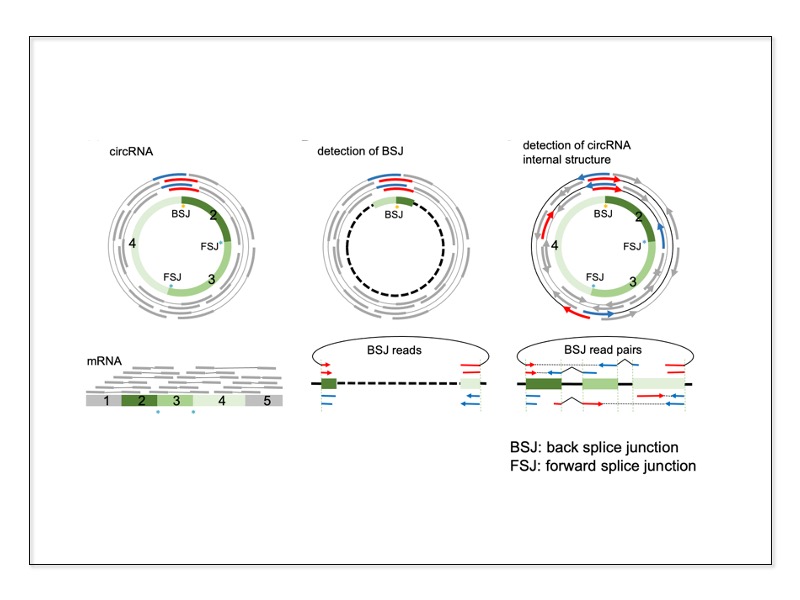 circRNA
BSJ
2
FSJ
4
FSJ
3
detection of BSJ
BSJ
detection of circRNA
internal structure
BSJ
2
FSJ
4
FSJ
3
mRNA
1 2 3 4 5
BSJ reads
BSJ read pairs
BSJ: back splice junction
FSJ: forward splice junction